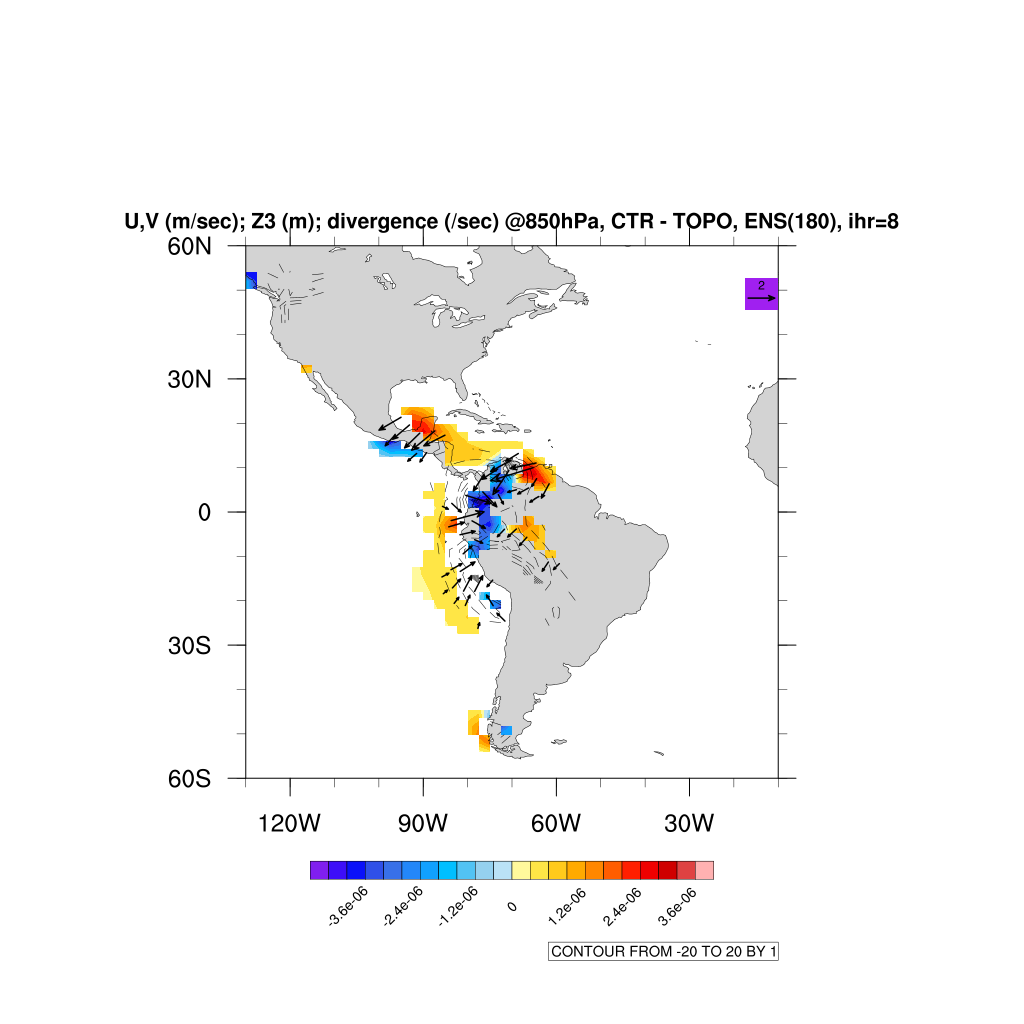 U,V (m/sec); Z3 (m); divergence (/sec) @850hPa, CTR - TOPO, ENS(180), ihr=8
60N
2
30N
0
30S
60S
120W 90W 60W 30W
-3.6e-06 -2.4e-06 -1.2e-06 0 1.2e-06 2.4e-06 3.6e-06
CONTOUR FROM -20 TO 20 BY 1